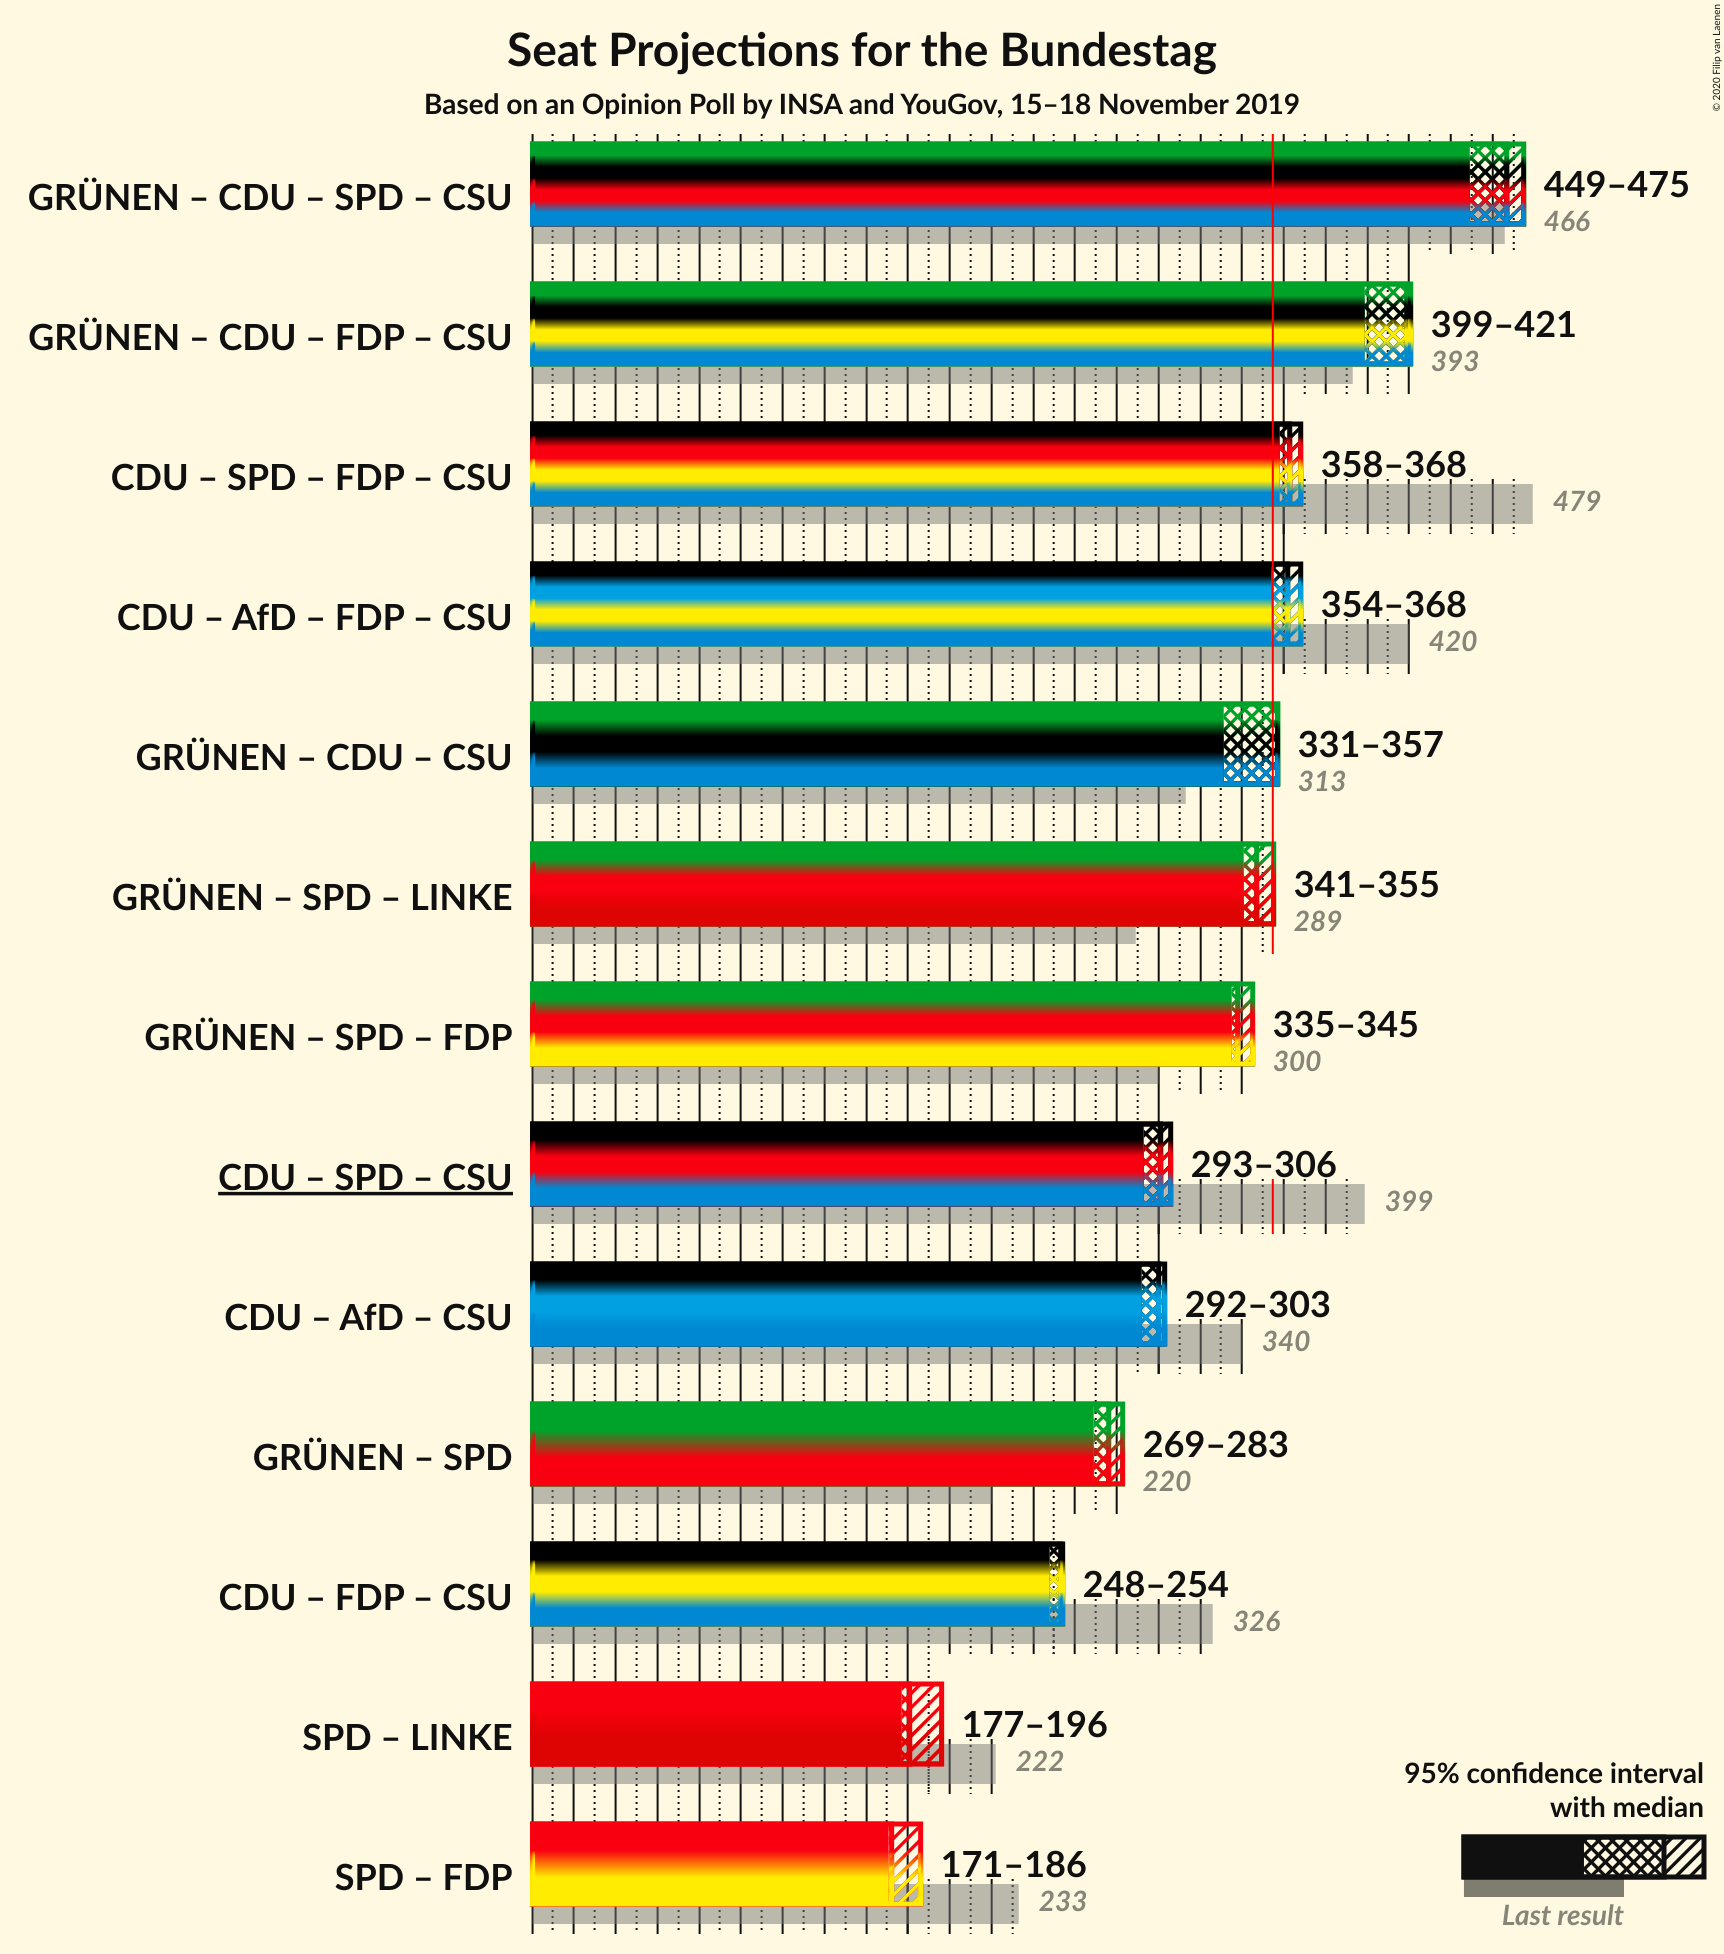 Seat Projections for the Bundestag
Based on an Opinion Poll by INSA and YouGov, 15–18 November 2019
© 2020 Filip van Laenen
GRÜNEN – CDU – SPD – CSU
449–475
466
GRÜNEN – CDU – FDP – CSU
399–421
393
CDU – SPD – FDP – CSU
358–368
479
CDU – AfD – FDP – CSU
354–368
420
GRÜNEN – CDU – CSU
331–357
313
GRÜNEN – SPD – LINKE
341–355
289
GRÜNEN – SPD – FDP
335–345
300
CDU – SPD – CSU
293–306
399
CDU – AfD – CSU
292–303
340
GRÜNEN – SPD
269–283
220
CDU – FDP – CSU
248–254
326
SPD – LINKE
177–196
222
SPD – FDP
171–186
233
95% confidence interval
with median
Last result